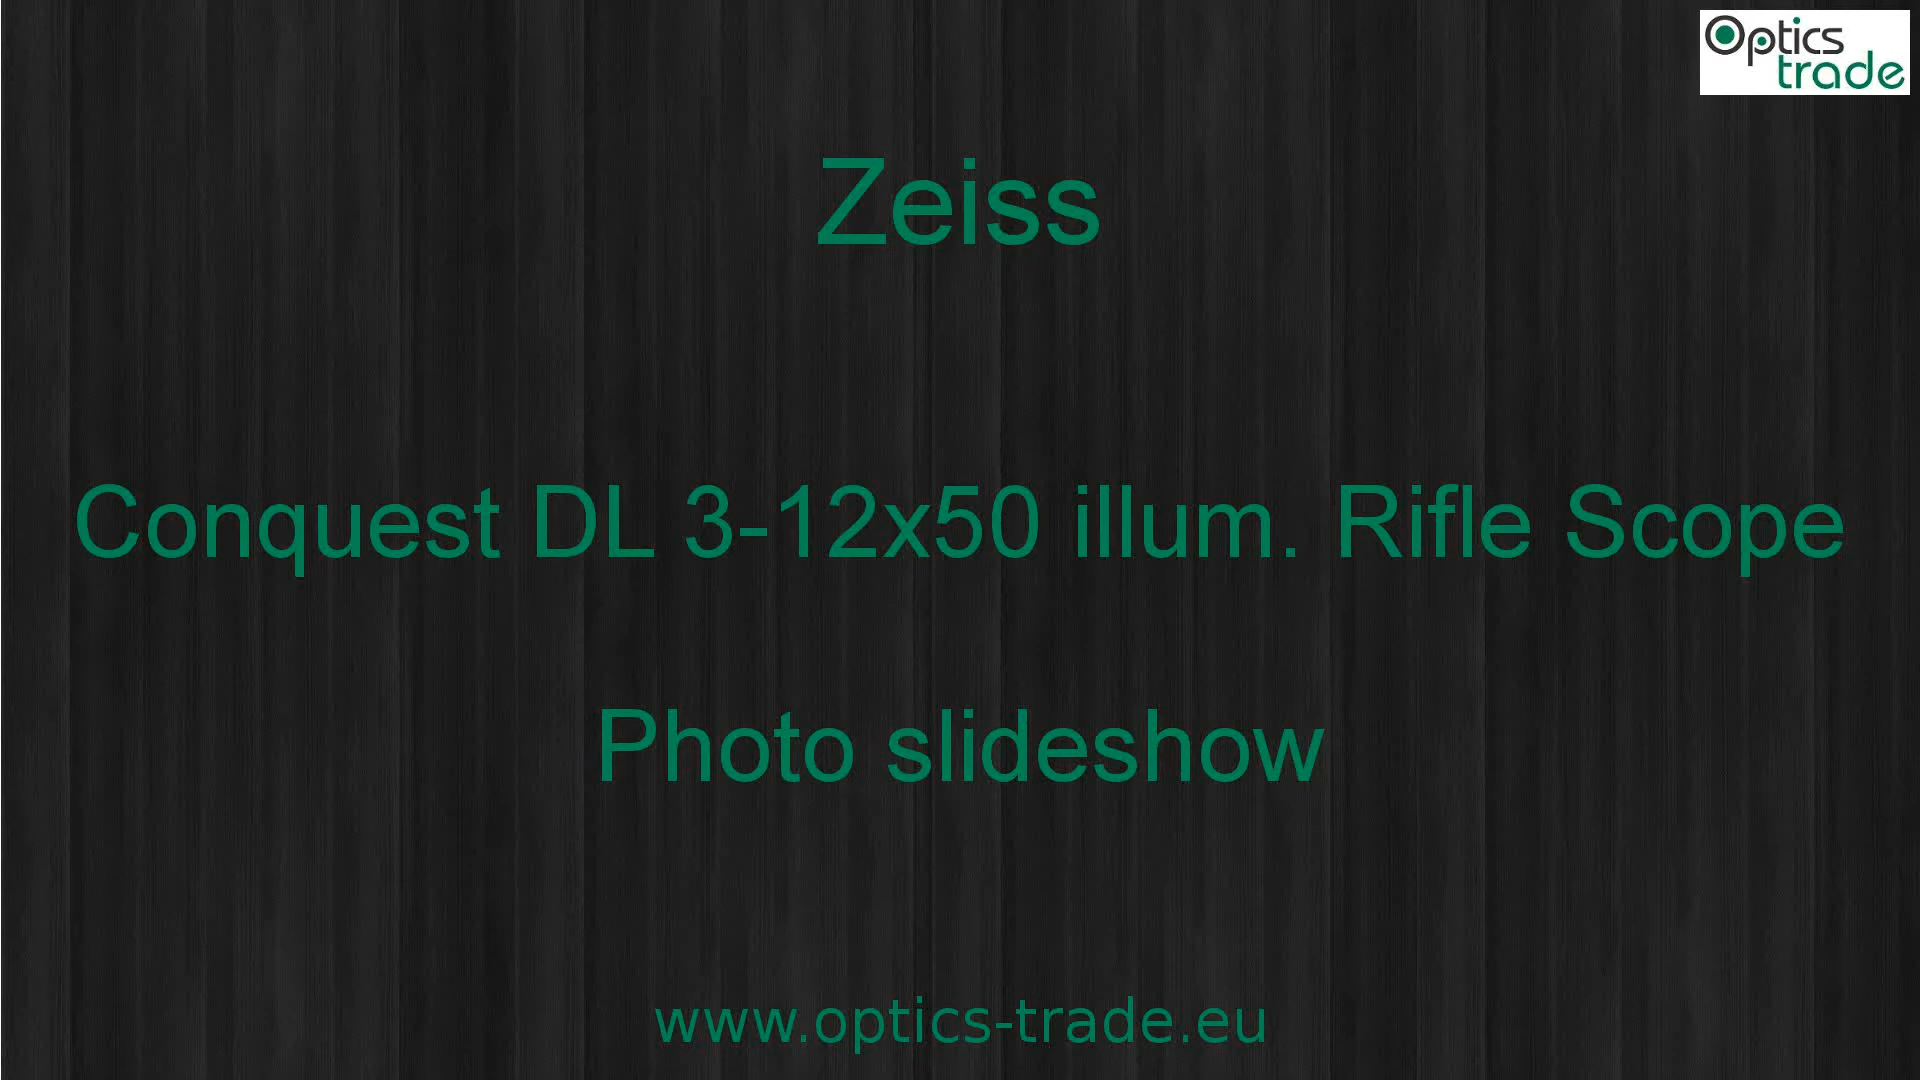 Optics
trade
Zeiss
Conquest DL 3-12x50 illum. Rifle Scope
Photo slideshow
www.optics-trade.eu